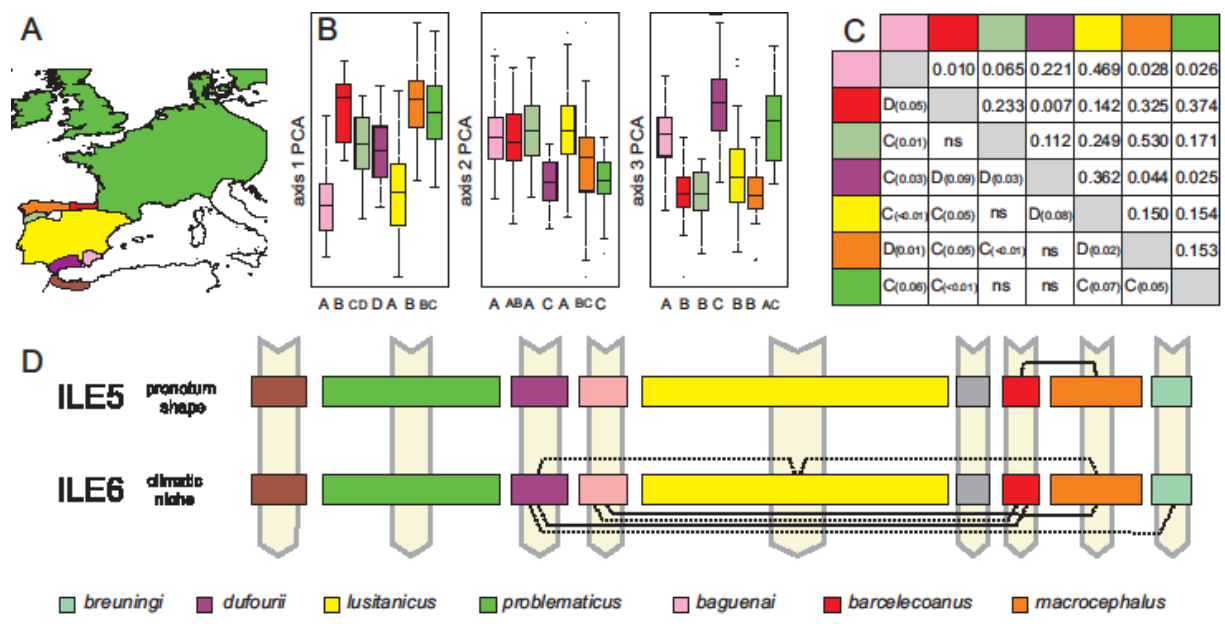 A
B
C
axis 1 PCA
axis 2 PCA
axis 3 PCA
A B CD D A B BC
A AB A C A BC C
A B B C B B AC
0.010 0.065 0.221 0.469 0.028 0.026
D(0.05) 0.233 0.007 0.142 0.325 0.374
C(0.01) ns 0.112 0.249 0.530 0.171
C(0.03) D(0.09) D(0.03) 0.362 0.044 0.025
C(<0.01) C(0.05) ns D(0.08) 0.150 0.154
D(0.01) C(0.05) C(<0.01) ns D(0.02) 0.153
C(0.06) C(<0.01) ns ns C(0.07) C(0.05)
D
ILE5 pronotum
shape
ILE6 climatic
niche
breuningi dufourii lusitanicus problematicus baguenai barcelecoanus macrocephalus